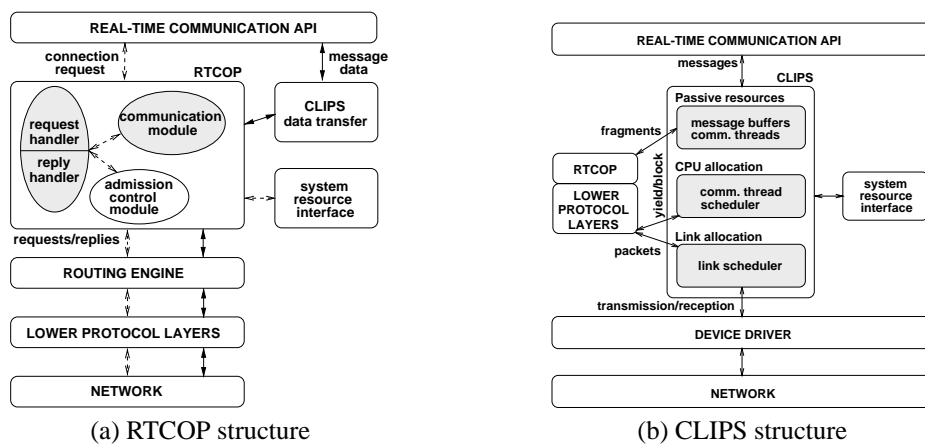 REAL-TIME COMMUNICATION API
connection
request
message
data
RTCOP
request
handler
reply
handler
communication
module
admission
control
module
CLIPS
data transfer
system
resource
interface
requests/replies
ROUTING ENGINE
LOWER PROTOCOL LAYERS
NETWORK
(a) RTCOP structure
REAL-TIME COMMUNICATION API
messages
CLIPS
Passive resources
message buffers
comm. threads
fragments
RTCOP
LOWER
PROTOCOL
LAYERS
yield/block
CPU allocation
comm. thread
scheduler
system
resource
interface
Link allocation
packets
link scheduler
transmission/reception
DEVICE DRIVER
NETWORK
(b) CLIPS structure